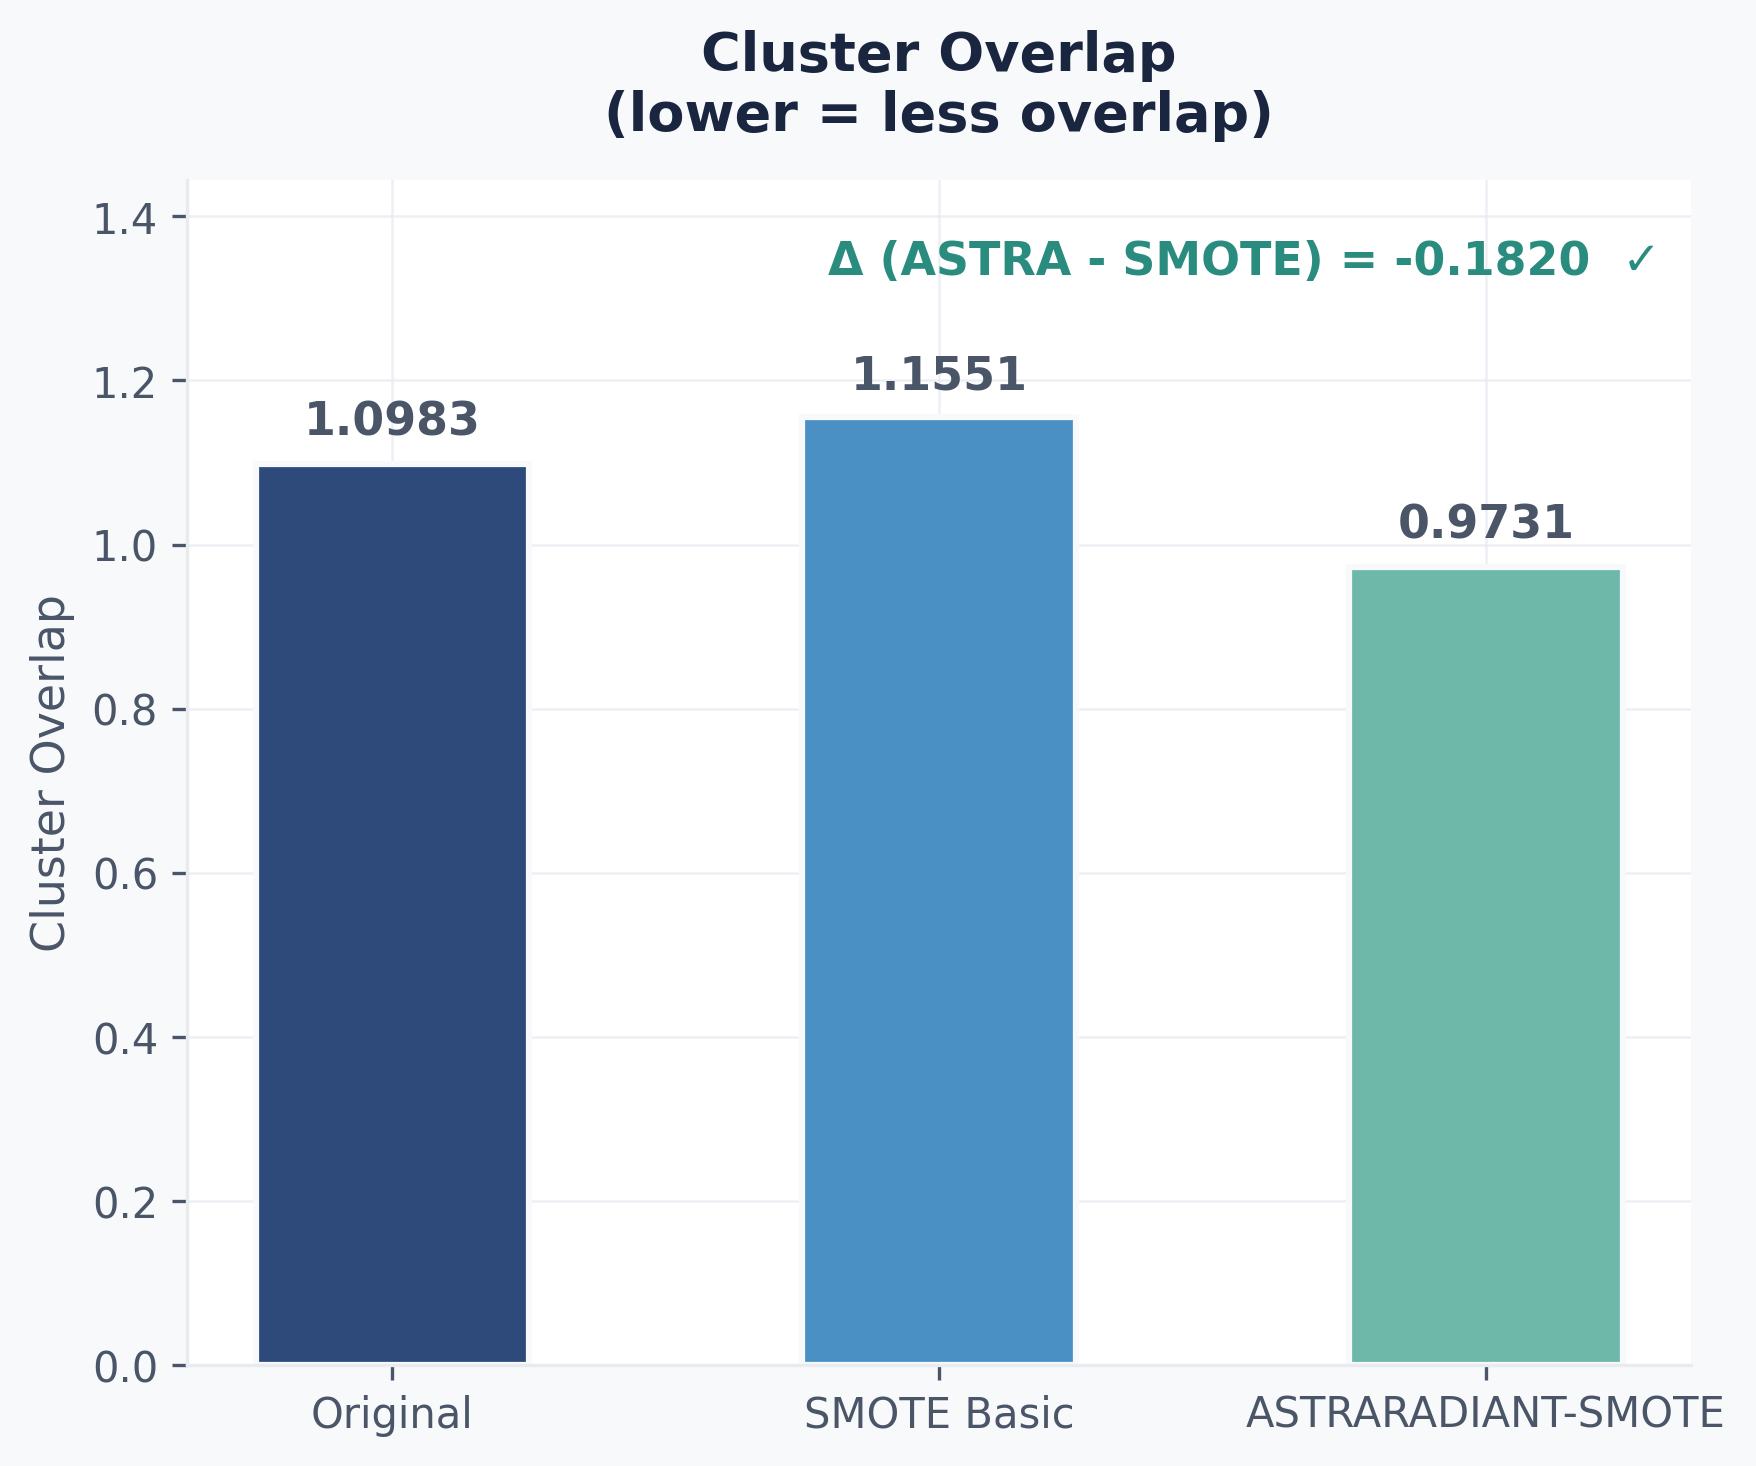 Cluster Overlap
(lower = less overlap)
Δ (ASTRA - SMOTE) = -0.1820 ✓
1.0983
1.1551
0.9731
Cluster Overlap
1.4
1.2
1.0
0.8
0.6
0.4
0.2
0.0
Original
SMOTE Basic
ASTRARADIANT-SMOTE